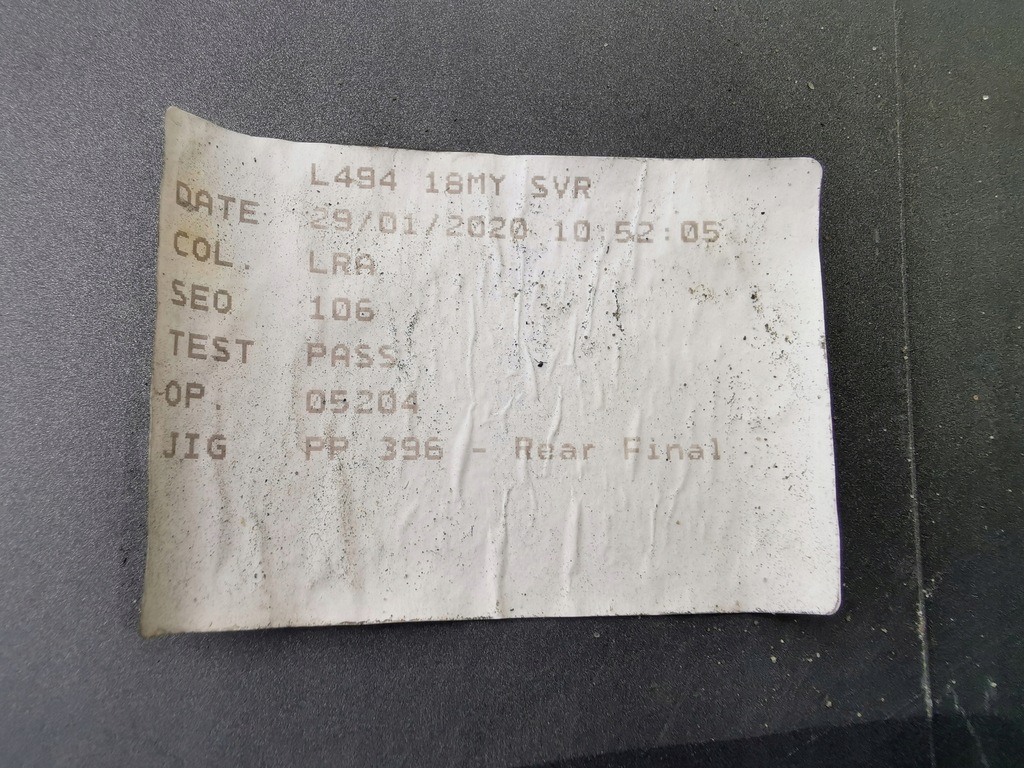 L494 18MY SVR
DATE 29/01/2020 10:52:05
COL. LRA
SEQ 106
TEST PASS
OP. 05204
JIG PP 396 - Rear Final